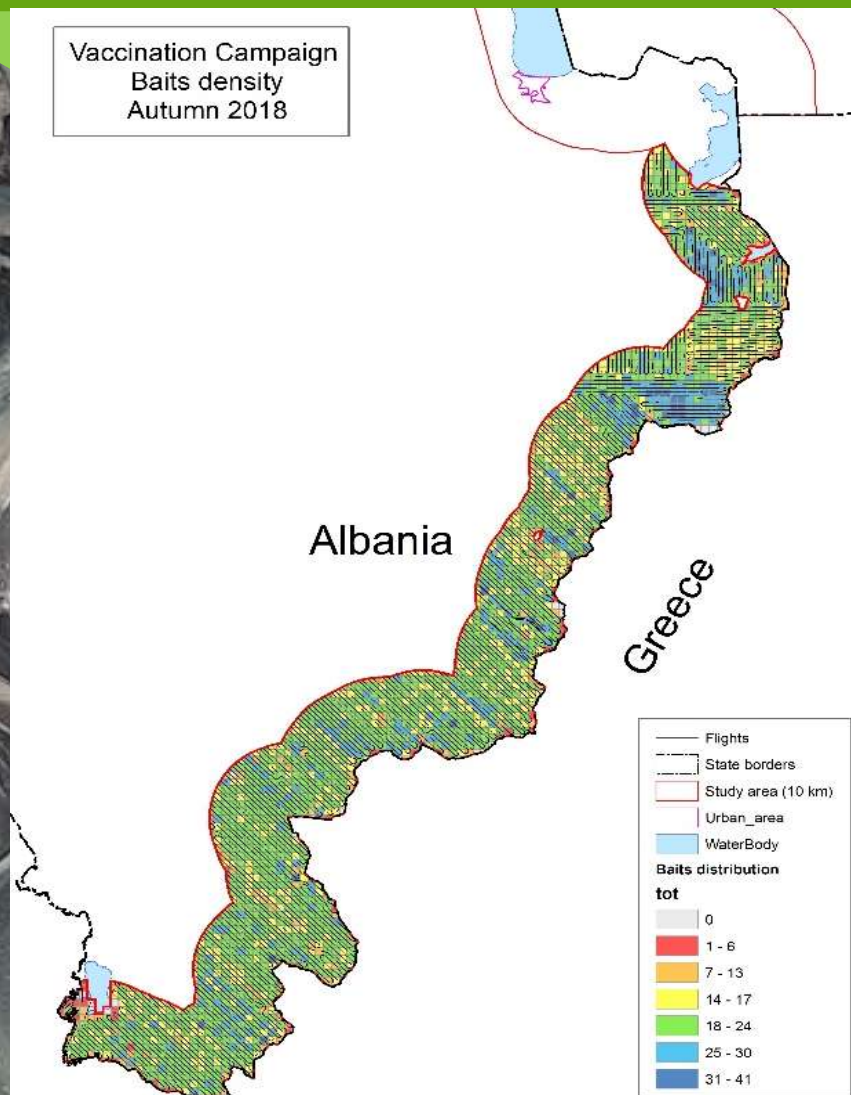 Vaccination Campaign
Baits density
Autumn 2018
Albania
Greece
Flights
State borders
Study area (10 km)
Urban_area
WaterBody
Baits distribution
tot
0
1 - 6
7 - 13
14 - 17
18 - 24
25 - 30
31 - 41